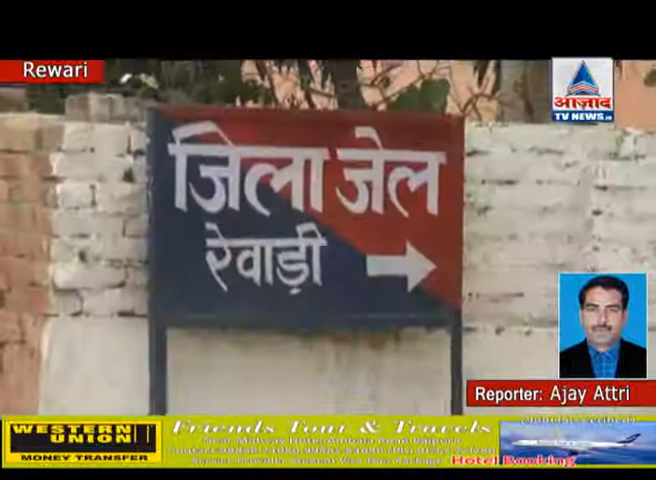 Rewari
आज़ाद
TV NEWS
जिला जेल
रेवाड़ी
Reporter: Ajay Attri
WESTERN
UNION
MONEY TRANSFER
Friends Tour & Travels
Hotel Booking